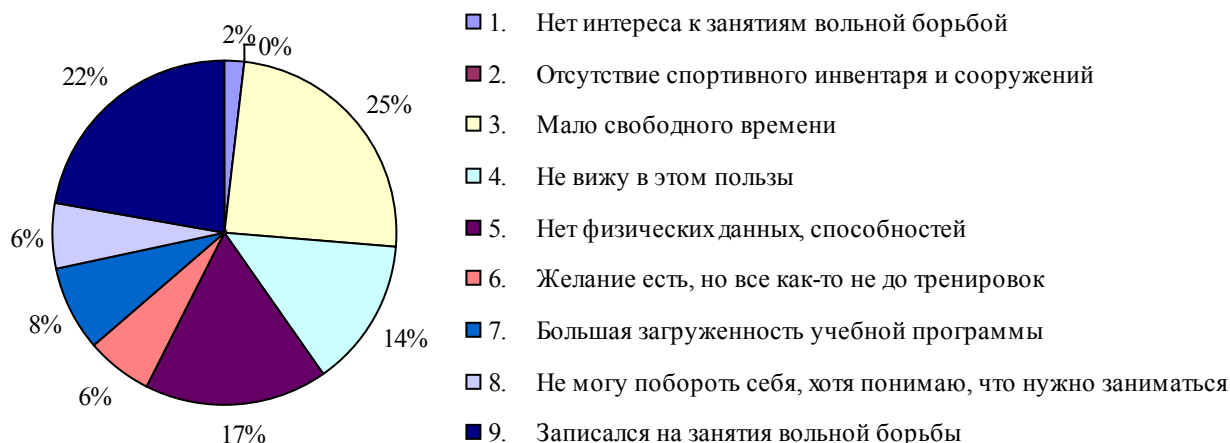 2%
0%
25%
14%
17%
6%
8%
6%
22%
1. Нет интереса к занятиям вольной борьбой
2. Отсутствие спортивного инвентаря и сооружений
3. Мало свободного времени
4. Не вижу в этом пользы
5. Нет физических данных, способностей
6. Желание есть, но все как-то не до тренировок
7. Большая загруженность учебной программы
8. Не могу побороть себя, хотя понимаю, что нужно заниматься
9. Записался на занятия вольной борьбы